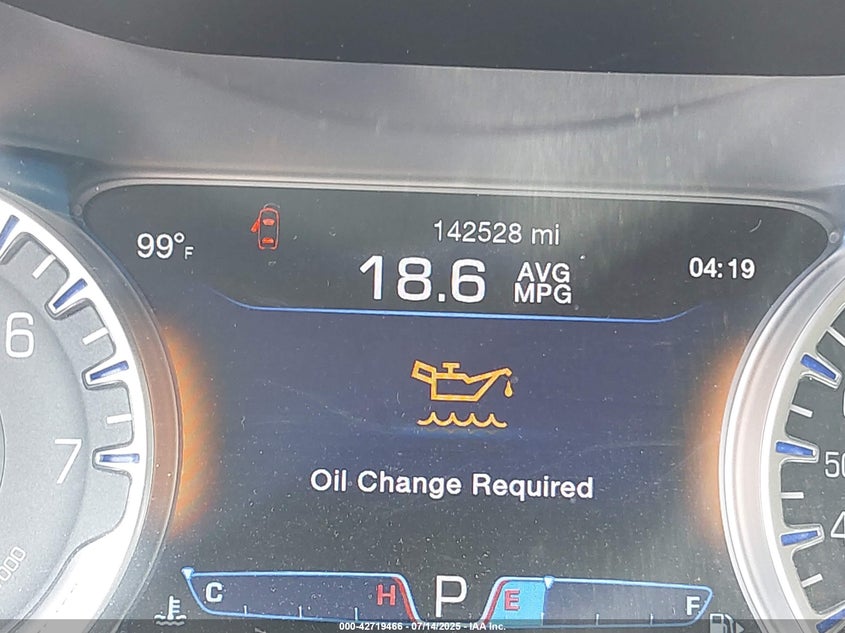 142528 mi
99°F
18.6 AVG MPG
04:19
6
Oil Change Required
7
C H P E F
000-42719466 - 07/14/2025 - IAA Inc.